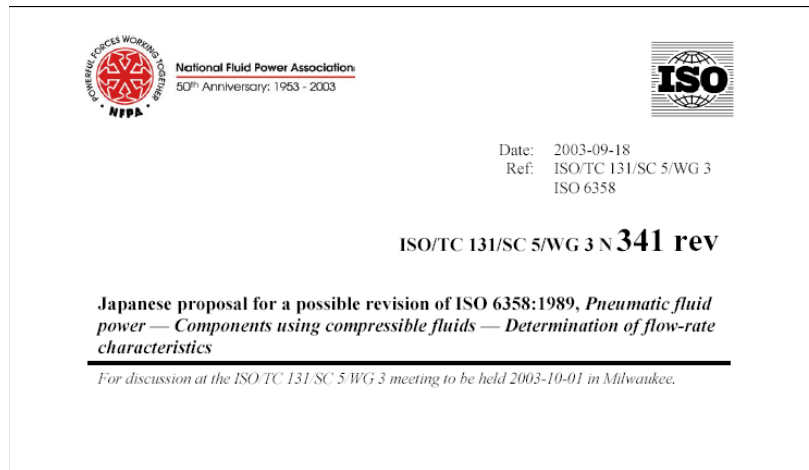 POWERFUL FORCES WORKING TOGETHER
• NFPA •
National Fluid Power Association
50th Anniversary: 1953 - 2003
ISO
Date: 2003-09-18
Ref: ISO/TC 131/SC 5/WG 3
ISO 6358
ISO/TC 131/SC 5/WG 3 N 341 rev
Japanese proposal for a possible revision of ISO 6358:1989, Pneumatic fluid
power — Components using compressible fluids — Determination of flow-rate
characteristics
For discussion at the ISO/TC 131/SC 5/WG 3 meeting to be held 2003-10-01 in Milwaukee.